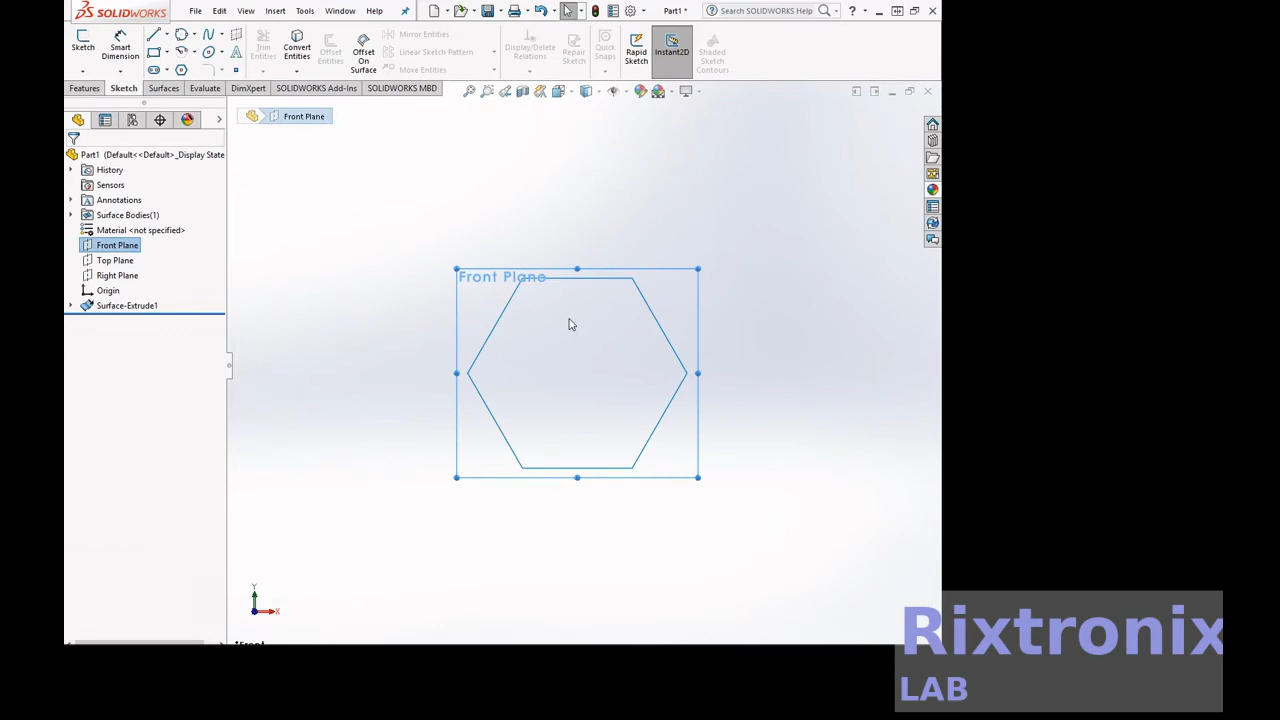 SOLIDWORKS File Edit View Insert Tools Window Help Part1 * Search SOLIDWORKS Help
Sketch Smart Dimension Trim Entities Convert Entities Offset Entities Offset On Surface Mirror Entities Linear Sketch Pattern Move Entities Display/Delete Relations Repair Sketch Quick Snaps Rapid Sketch Instant2D Shaded Sketch Contours
Features Sketch Surfaces Evaluate DimXpert SOLIDWORKS Add-Ins SOLIDWORKS MBD
Front Plane
Part1 (Default<<Default>_Display State
History
Sensors
Annotations
Surface Bodies(1)
Material <not specified>
Front Plane
Top Plane
Right Plane
Origin
Surface-Extrude1
Front Plane
Y
X
*Front
Rixtronix
LAB